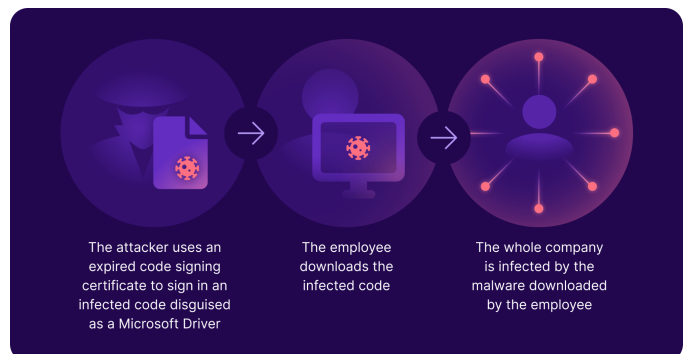 The attacker uses an
expired code signing
certificate to sign in an
infected code disguised
as a Microsoft Driver
The employee
downloads the
infected code
The whole company
is infected by the
malware downloaded
by the employee